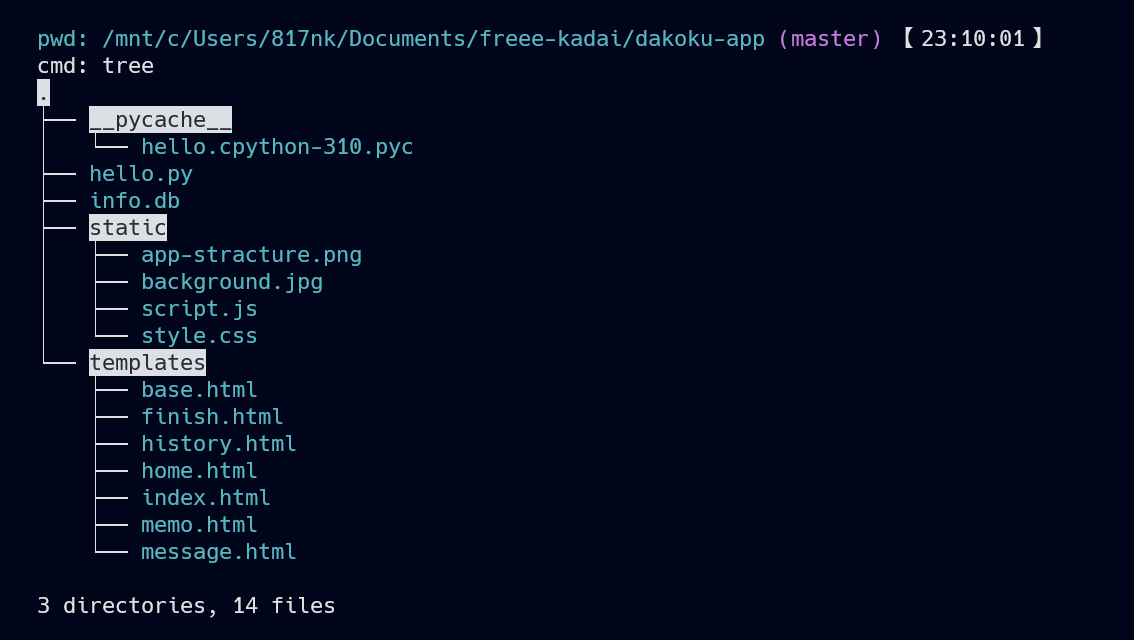 pwd: /mnt/c/Users/817nk/Documents/freee-kadai/dakoku-app (master) 【 23:10:01 】
cmd: tree
.
├── __pycache__
│   └── hello.cpython-310.pyc
├── hello.py
├── info.db
├── static
│   ├── app-stracture.png
│   ├── background.jpg
│   ├── script.js
│   └── style.css
└── templates
    ├── base.html
    ├── finish.html
    ├── history.html
    ├── home.html
    ├── index.html
    ├── memo.html
    └── message.html

3 directories, 14 files